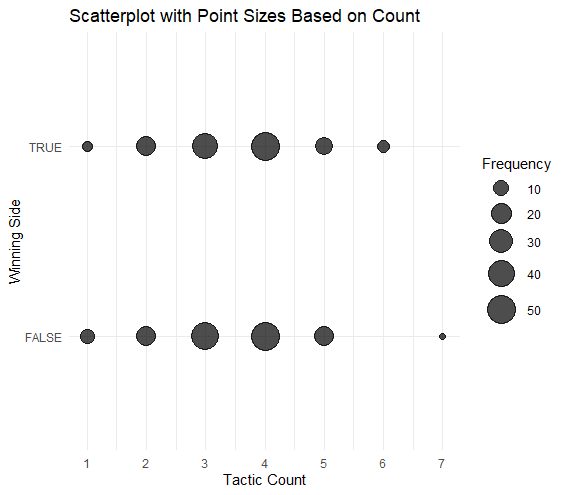 Scatterplot with Point Sizes Based on Count
TRUE
FALSE
Winning Side
1 2 3 4 5 6 7
Tactic Count
Frequency
10
20
30
40
50